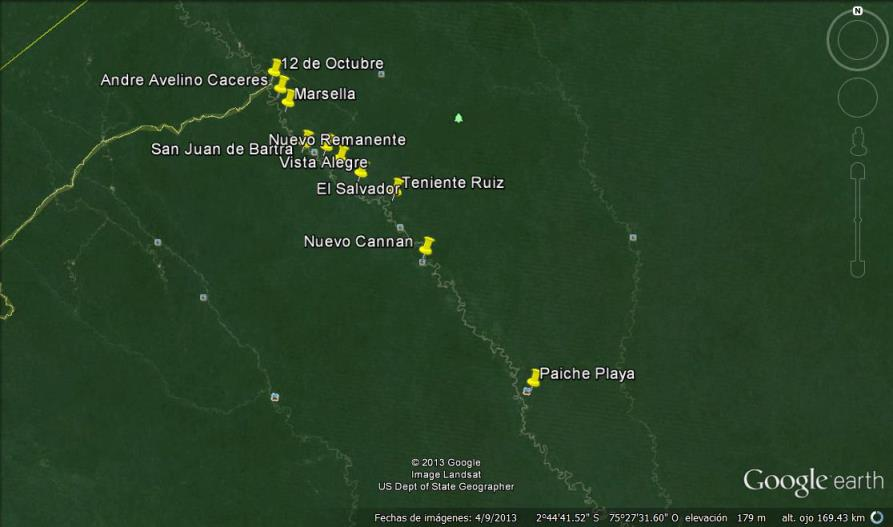 N
12 de Octubre
Andre Avelino Caceres
Marsella
Nuevo Remanente
San Juan de Bartra
Vista Alegre
Teniente Ruiz
El Salvador
Nuevo Cannan
Paiche Playa
© 2013 Google
Image Landsat
US Dept of State Geographer
Google earth
Fechas de imágenes: 4/9/2013 2°44'41.52" S 75°27'31.60" O elevación 179 m alt. ojo 169.43 km